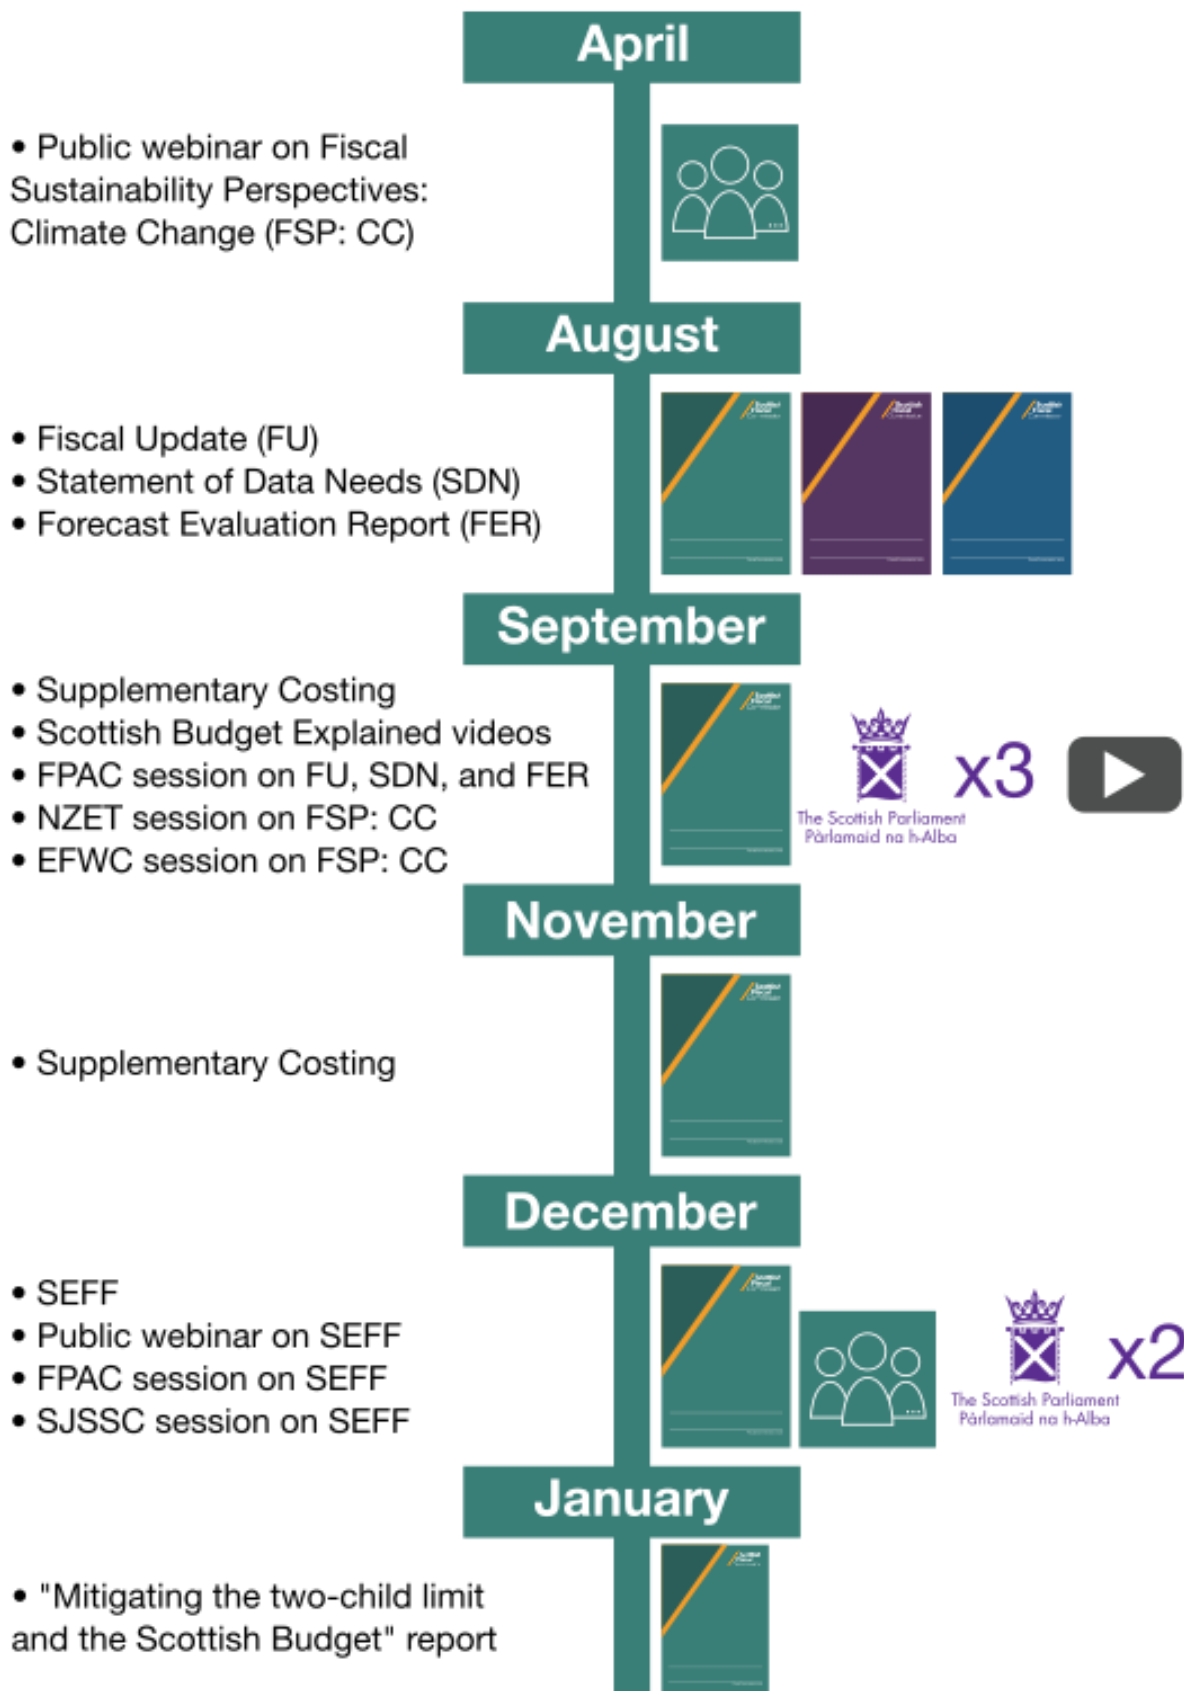 April
• Public webinar on Fiscal
Sustainability Perspectives:
Climate Change (FSP: CC)
August
• Fiscal Update (FU)
• Statement of Data Needs (SDN)
• Forecast Evaluation Report (FER)
September
• Supplementary Costing
• Scottish Budget Explained videos
• FPAC session on FU, SDN, and FER
• NZET session on FSP: CC
• EFWC session on FSP: CC
x3
The Scottish Parliament
Pàrlamaid na h-Alba
November
• Supplementary Costing
December
• SEFF
• Public webinar on SEFF
• FPAC session on SEFF
• SJSSC session on SEFF
x2
The Scottish Parliament
Pàrlamaid na h-Alba
January
• "Mitigating the two-child limit
and the Scottish Budget" report